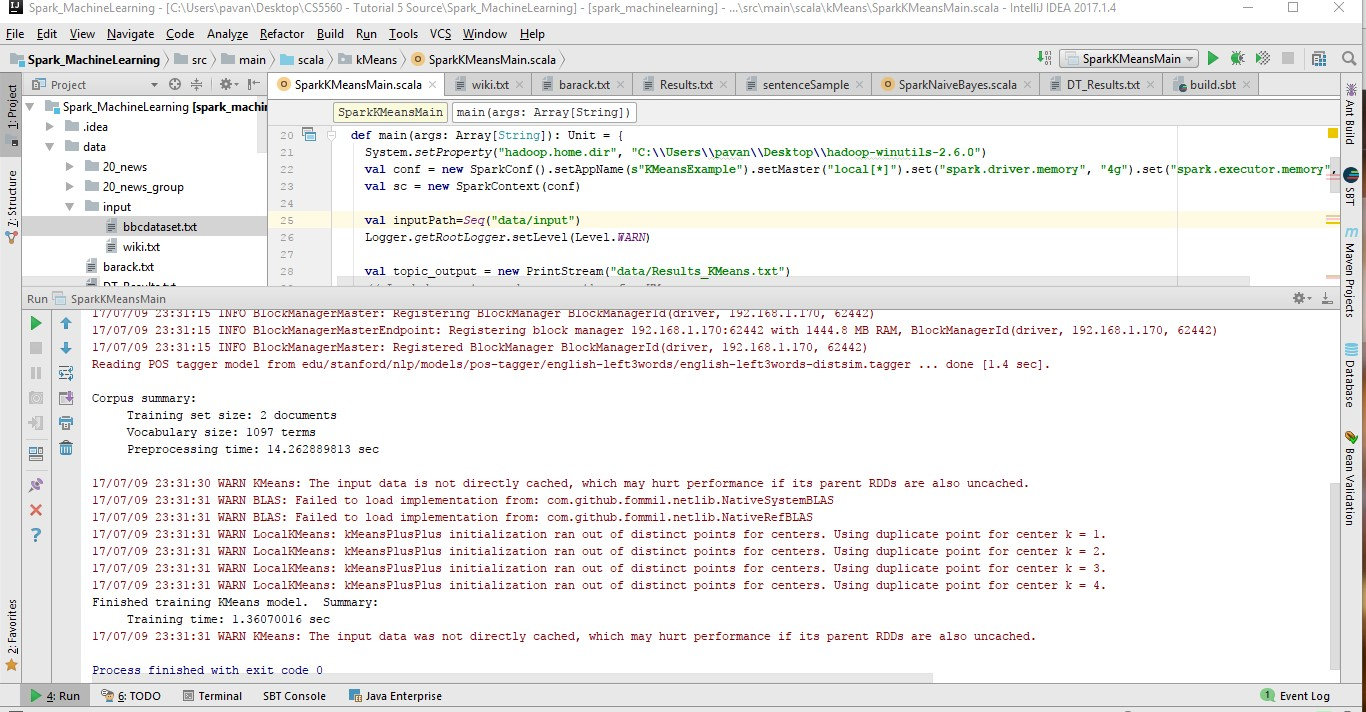 Spark_MachineLearning - [C:\Users\pavan\Desktop\CS5560 - Tutorial 5 Source\Spark_MachineLearning] - [spark_machinelearning] - ...\src\main\scala\kMeans\SparkKMeansMain.scala - IntelliJ IDEA 2017.1.4
File Edit View Navigate Code Analyze Refactor Build Run Tools VCS Window Help
Spark_MachineLearning src main scala kMeans SparkKMeansMain.scala SparkKMeansMain
Project SparkKMeansMain.scala wiki.txt barack.txt Results.txt sentenceSample SparkNaiveBayes.scala DT_Results.txt build.sbt
1: Project
7: Structure
2: Favorites
Ant Build
SBT
Maven Projects
Database
Bean Validation
Spark_MachineLearning [spark_machin
.idea
data
20_news
20_news_group
input
bbcdataset.txt
wiki.txt
barack.txt
DT_Results.txt
SparkKMeansMain main(args: Array[String])
20 def main(args: Array[String]): Unit = {
21 System.setProperty("hadoop.home.dir", "C:\\Users\\pavan\\Desktop\\hadoop-winutils-2.6.0")
22 val conf = new SparkConf().setAppName(s"KMeansExample").setMaster("local[*]").set("spark.driver.memory", "4g").set("spark.executor.memory",
23 val sc = new SparkContext(conf)
24
25 val inputPath=Seq("data/input")
26 Logger.getRootLogger.setLevel(Level.WARN)
27
28 val topic_output = new PrintStream("data/Results_KMeans.txt")
Run SparkKMeansMain
17/07/09 23:31:15 INFO BlockManagerMaster: Registering BlockManager BlockManagerId(driver, 192.168.1.170, 62442)
17/07/09 23:31:15 INFO BlockManagerMasterEndpoint: Registering block manager 192.168.1.170:62442 with 1444.8 MB RAM, BlockManagerId(driver, 192.168.1.170, 62442)
17/07/09 23:31:15 INFO BlockManagerMaster: Registered BlockManager BlockManagerId(driver, 192.168.1.170, 62442)
Reading POS tagger model from edu/stanford/nlp/models/pos-tagger/english-left3words/english-left3words-distsim.tagger ... done [1.4 sec].
Corpus summary:
Training set size: 2 documents
Vocabulary size: 1097 terms
Preprocessing time: 14.262889813 sec
17/07/09 23:31:30 WARN KMeans: The input data is not directly cached, which may hurt performance if its parent RDDs are also uncached.
17/07/09 23:31:31 WARN BLAS: Failed to load implementation from: com.github.fommil.netlib.NativeSystemBLAS
17/07/09 23:31:31 WARN BLAS: Failed to load implementation from: com.github.fommil.netlib.NativeRefBLAS
17/07/09 23:31:31 WARN LocalKMeans: kMeansPlusPlus initialization ran out of distinct points for centers. Using duplicate point for center k = 1.
17/07/09 23:31:31 WARN LocalKMeans: kMeansPlusPlus initialization ran out of distinct points for centers. Using duplicate point for center k = 2.
17/07/09 23:31:31 WARN LocalKMeans: kMeansPlusPlus initialization ran out of distinct points for centers. Using duplicate point for center k = 3.
17/07/09 23:31:31 WARN LocalKMeans: kMeansPlusPlus initialization ran out of distinct points for centers. Using duplicate point for center k = 4.
Finished training KMeans model.  Summary:
Training time: 1.36070016 sec
17/07/09 23:31:31 WARN KMeans: The input data was not directly cached, which may hurt performance if its parent RDDs are also uncached.
Process finished with exit code 0
4: Run 6: TODO Terminal SBT Console Java Enterprise 1 Event Log